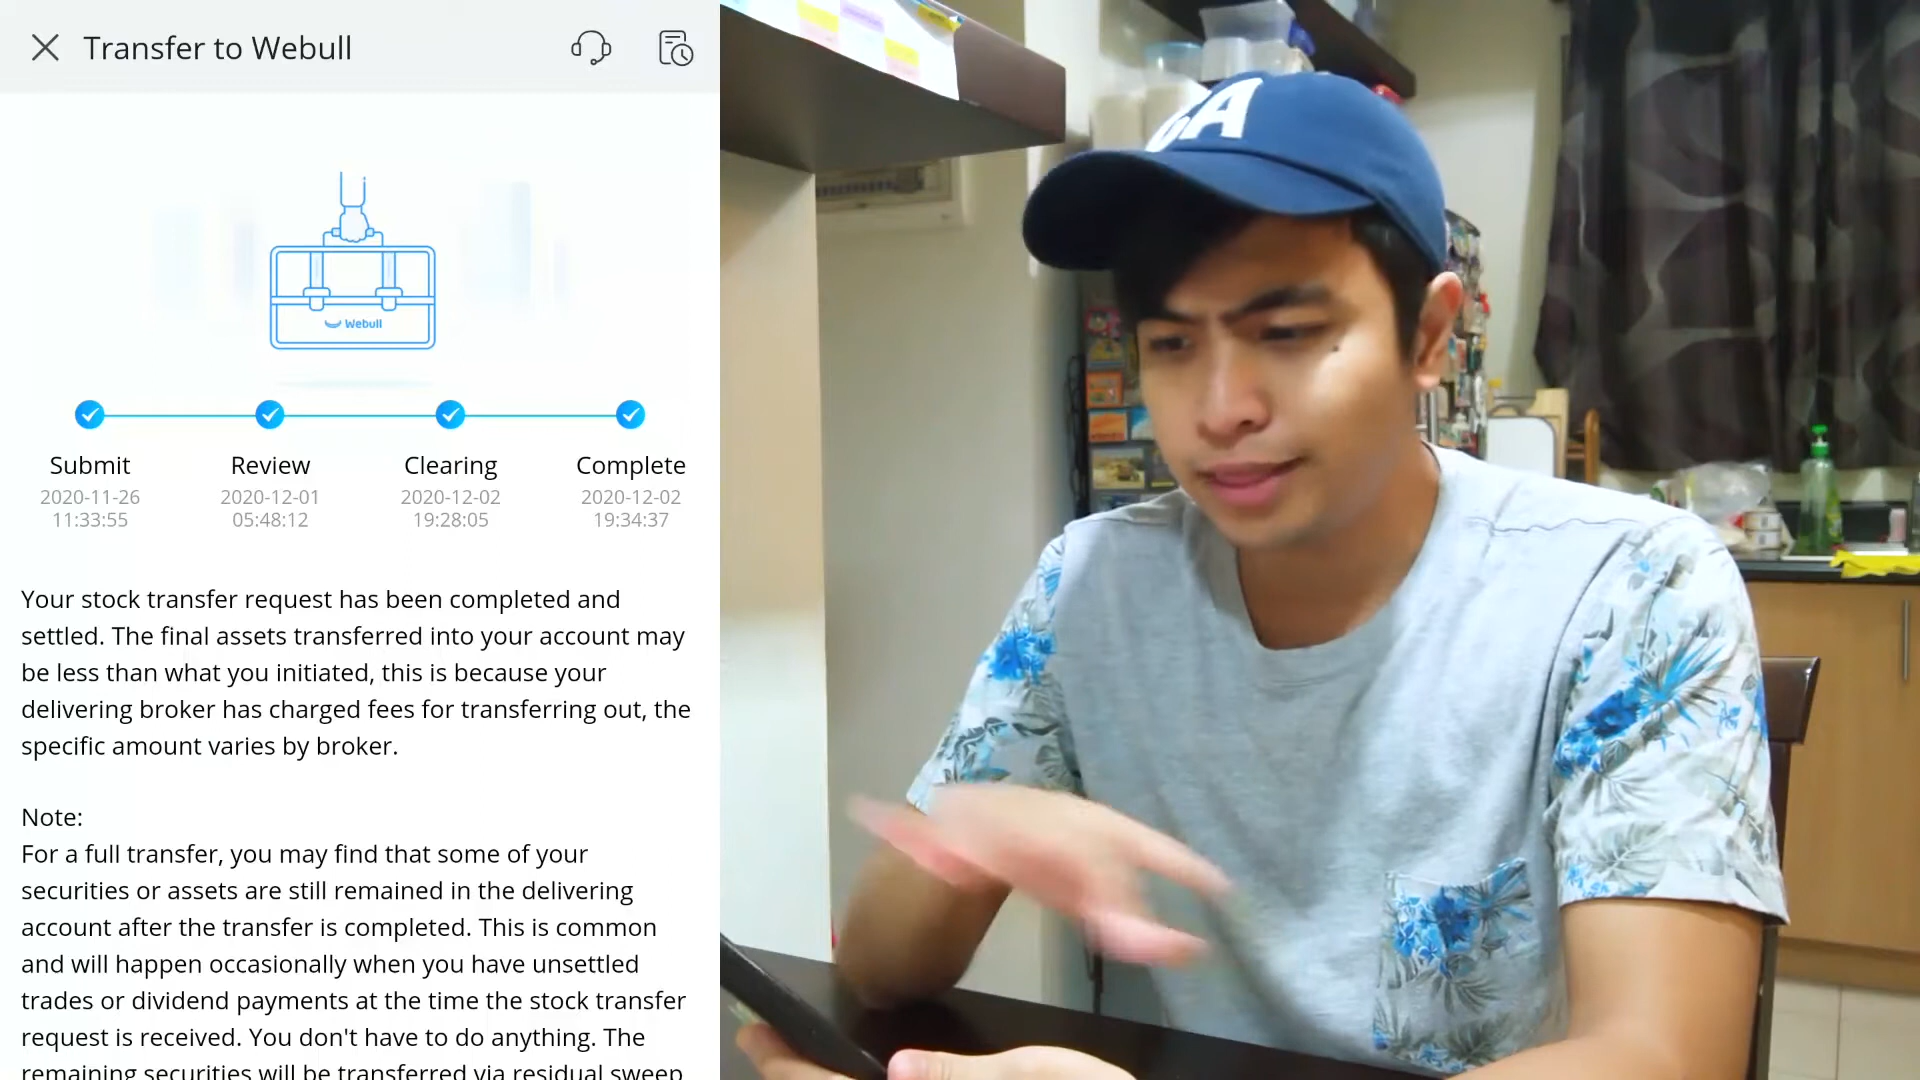 Transfer to Webull
Webull
Submit
2020-11-26
11:33:55
Review
2020-12-01
05:48:12
Clearing
2020-12-02
19:28:05
Complete
2020-12-02
19:34:37
Your stock transfer request has been completed and
settled. The final assets transferred into your account may
be less than what you initiated, this is because your
delivering broker has charged fees for transferring out, the
specific amount varies by broker.
Note:
For a full transfer, you may find that some of your
securities or assets are still remained in the delivering
account after the transfer is completed. This is common
and will happen occasionally when you have unsettled
trades or dividend payments at the time the stock transfer
request is received. You don't have to do anything. The
remaining securities will be transferred via residual sweep